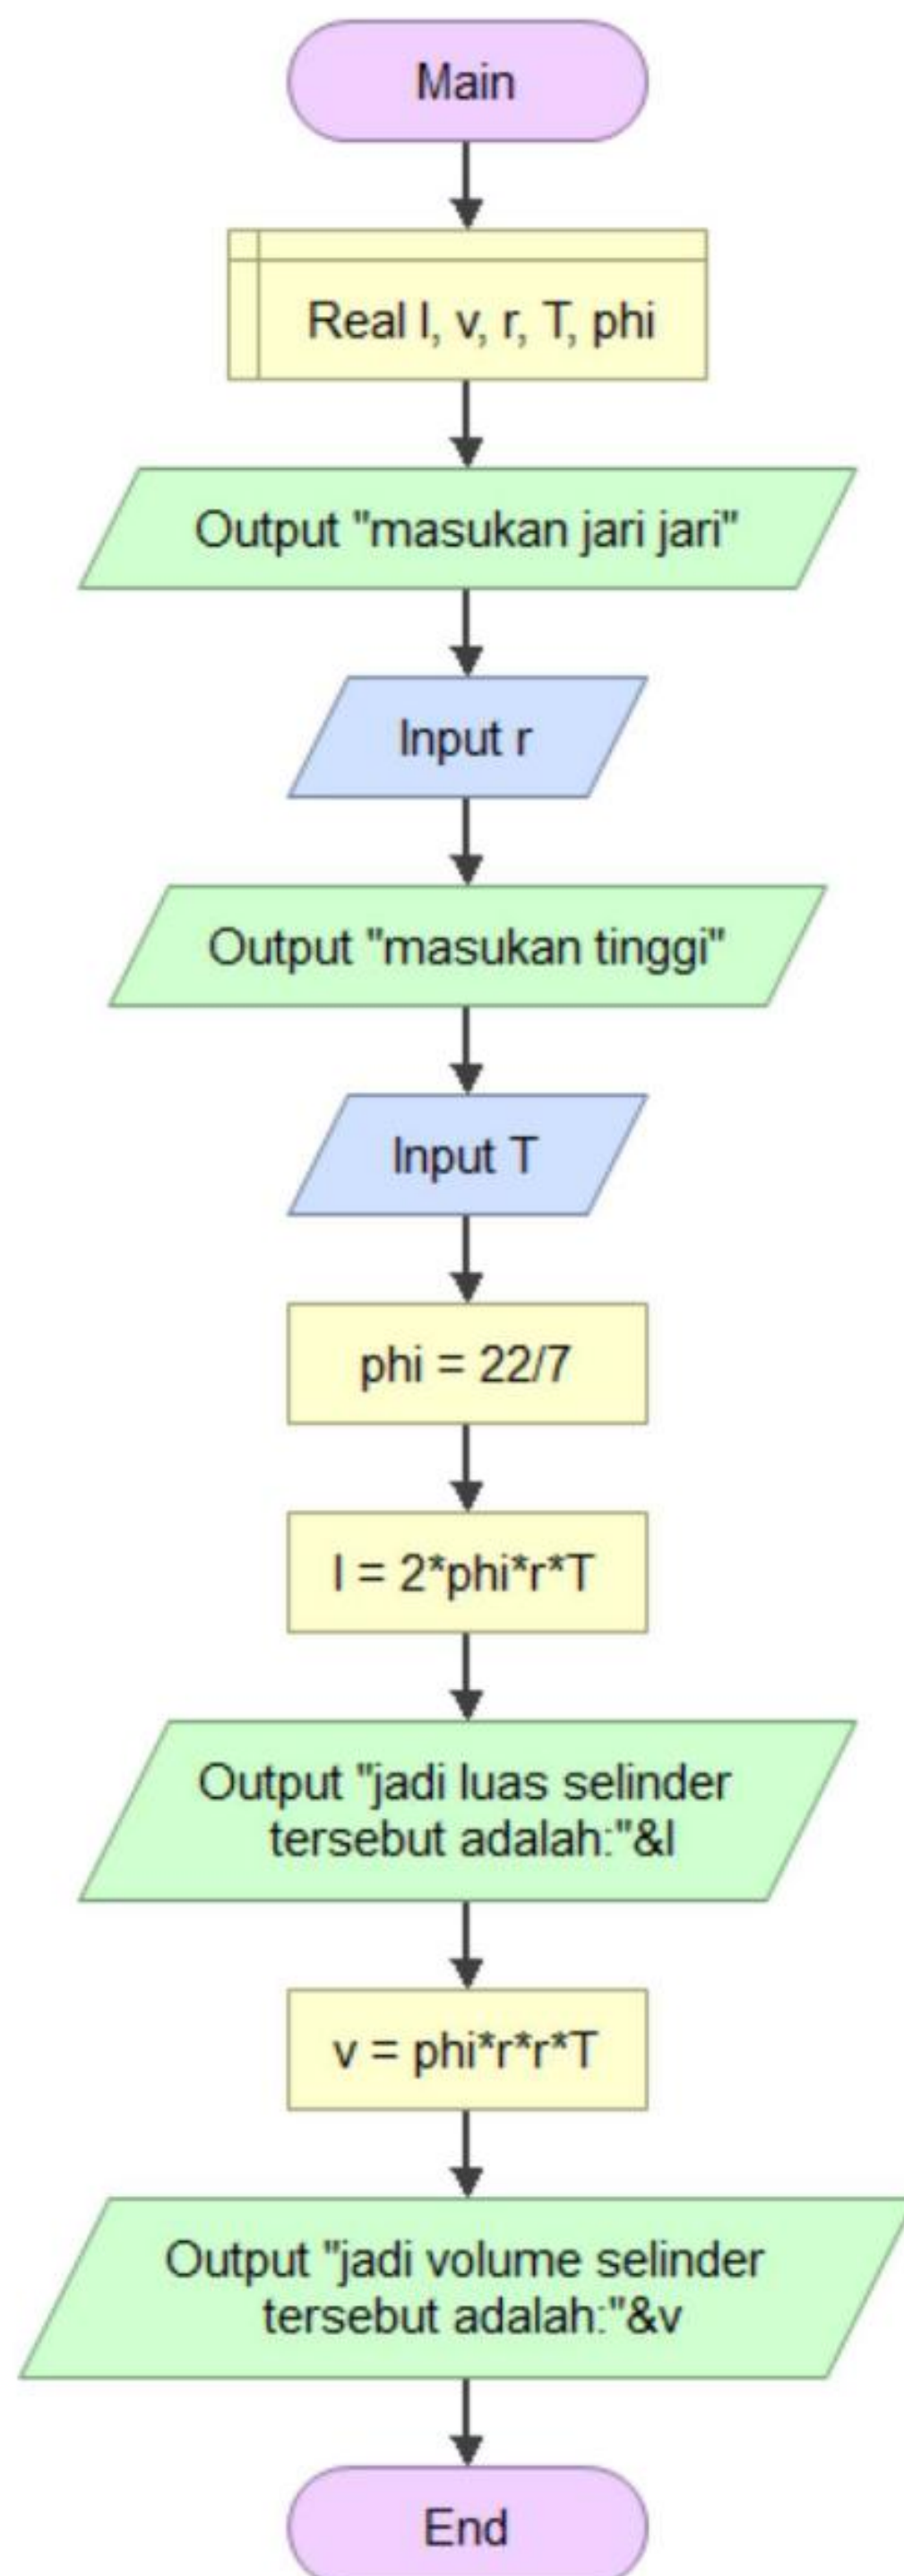 Main
Real l, v, r, T, phi
Output "masukan jari jari"
Input r
Output "masukan tinggi"
Input T
phi = 22/7
l = 2*phi*r*T
Output "jadi luas selinder
tersebut adalah:"&l
v = phi*r*r*T
Output "jadi volume selinder
tersebut adalah:"&v
End